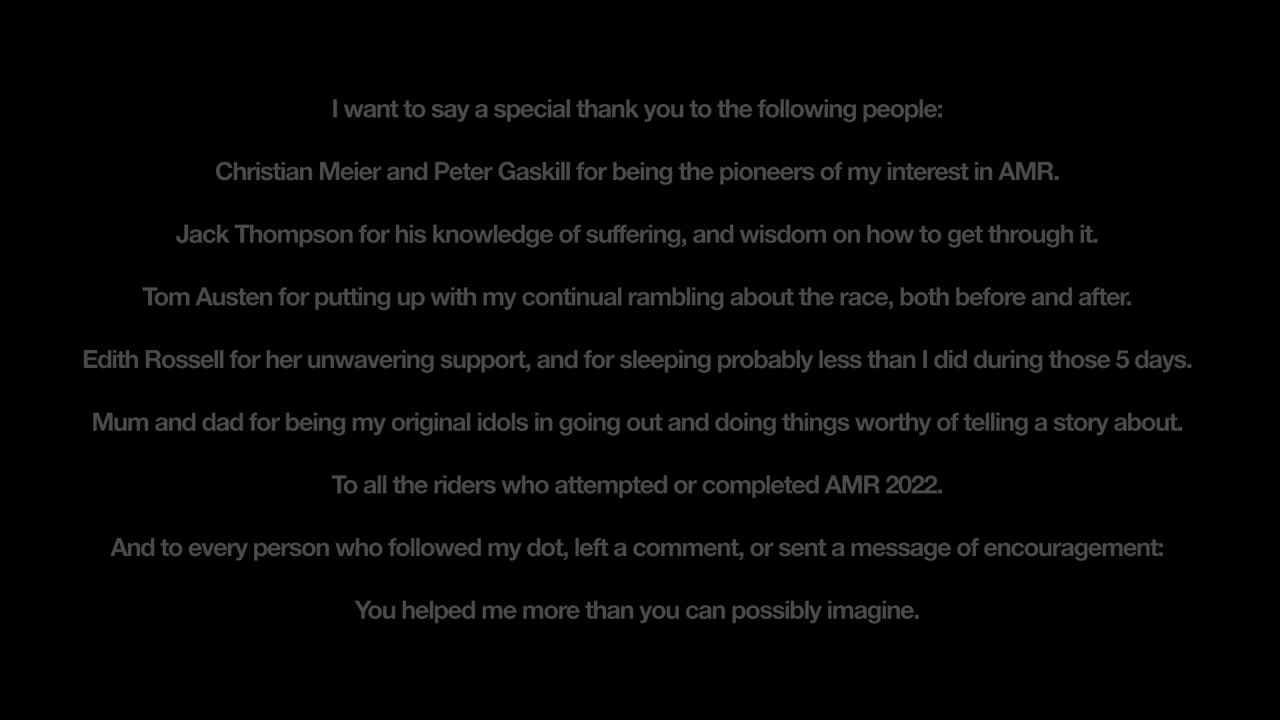 I want to say a special thank you to the following people:
Christian Meier and Peter Gaskill for being the pioneers of my interest in AMR.
Jack Thompson for his knowledge of suffering, and wisdom on how to get through it.
Tom Austen for putting up with my continual rambling about the race, both before and after.
Edith Rossell for her unwavering support, and for sleeping probably less than I did during those 5 days.
Mum and dad for being my original idols in going out and doing things worthy of telling a story about.
To all the riders who attempted or completed AMR 2022.
And to every person who followed my dot, left a comment, or sent a message of encouragement:
You helped me more than you can possibly imagine.